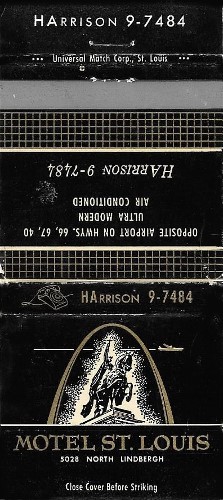 HARRISON 9-7484
••• Universal Match Corp., St. Louis •••
OPPOSITE AIRPORT ON HWYS. 66, 67, 40
ULTRA MODERN
AIR CONDITIONED
HARRISON 9-7484
HARRISON 9-7484
MOTEL ST. LOUIS
5028 NORTH LINDBERGH
Close Cover Before Striking